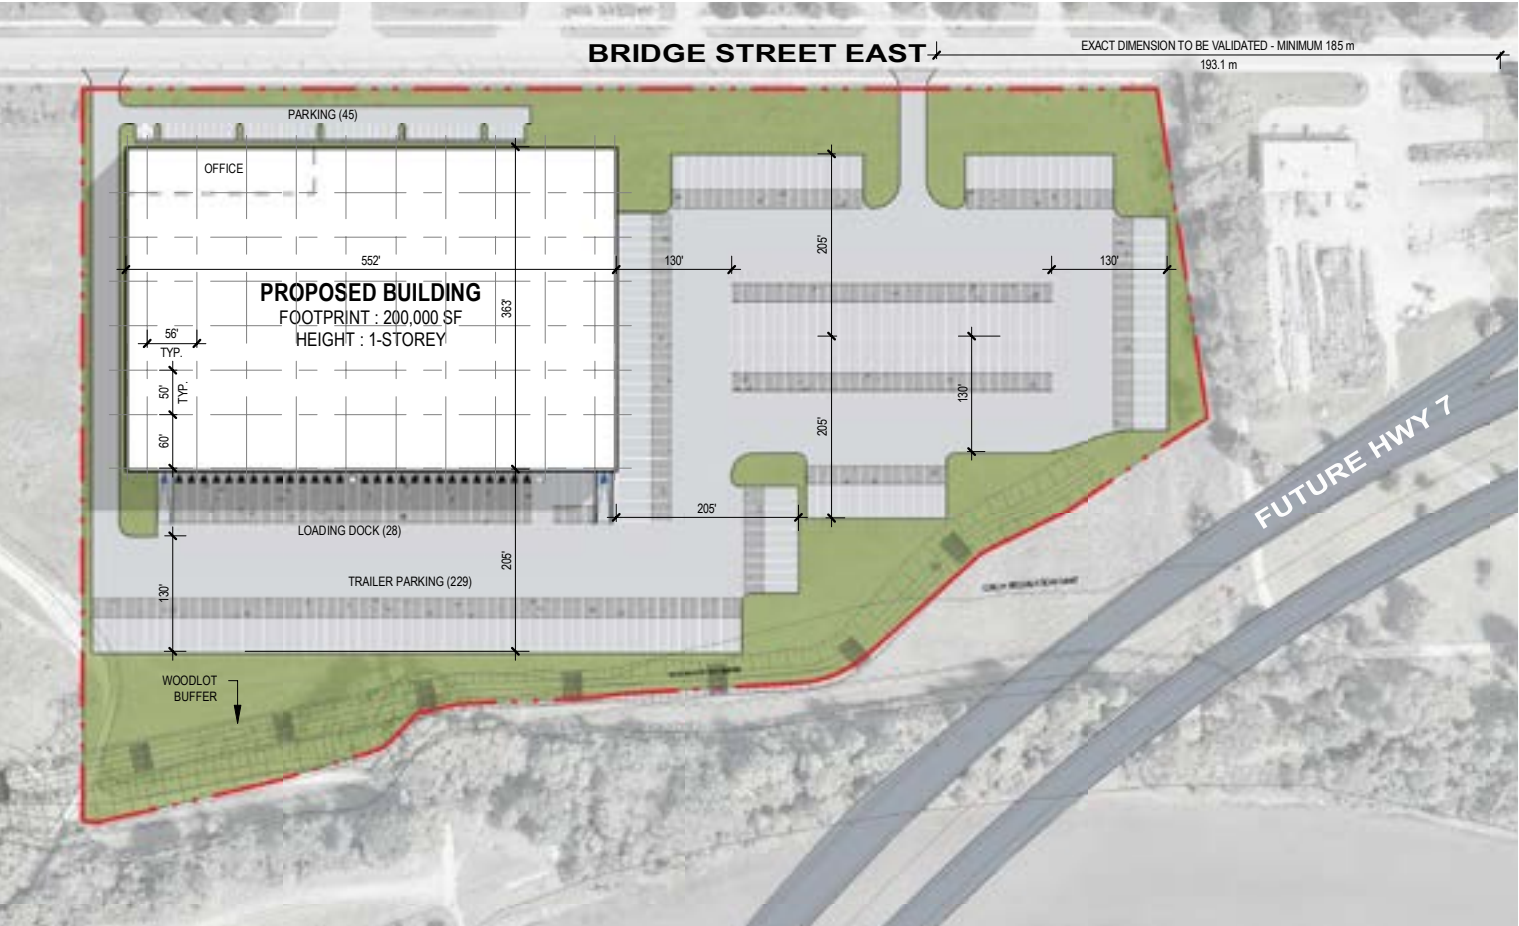 BRIDGE STREET EAST
EXACT DIMENSION TO BE VALIDATED - MINIMUM 185 m
193.1 m
PARKING (45)
OFFICE
205'
552'
130'
130'
PROPOSED BUILDING
FOOTPRINT : 200,000 SF
HEIGHT : 1-STOREY
363'
56'
TYP.
50'
TYP.
130'
60'
205'
FUTURE HWY 7
205'
LOADING DOCK (28)
205'
TRAILER PARKING (229)
130'
WOODLOT
BUFFER